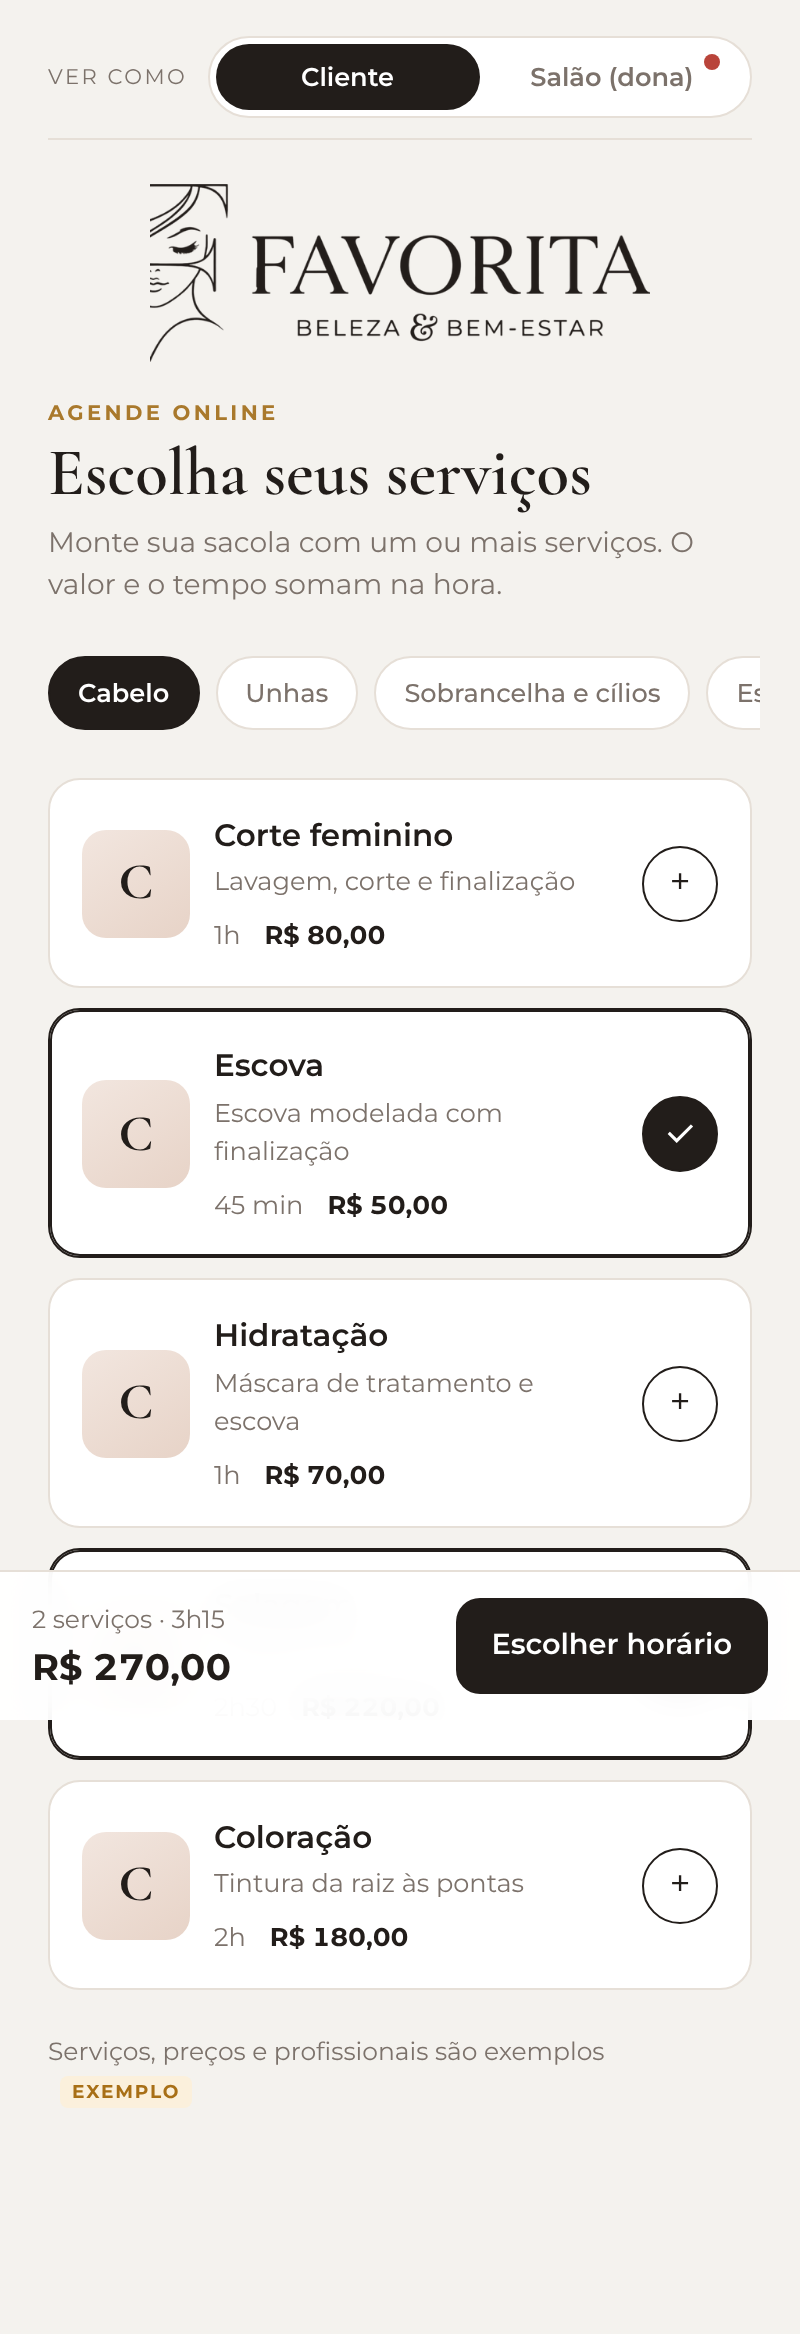 VER COMO
Cliente
Salão (dona)
FAVORITA
BELEZA & BEM-ESTAR
AGENDE ONLINE
Escolha seus serviços
Monte sua sacola com um ou mais serviços. O
valor e o tempo somam na hora.
Cabelo
Unhas
Sobrancelha e cílios
C
Corte feminino
Lavagem, corte e finalização
1h R$ 80,00
+
C
Escova
Escova modelada com
finalização
45 min R$ 50,00
C
Hidratação
Máscara de tratamento e
escova
1h R$ 70,00
+
R$ 220,00
2 serviços · 3h15
R$ 270,00
Escolher horário
C
Coloração
Tintura da raiz às pontas
2h R$ 180,00
+
Serviços, preços e profissionais são exemplos
EXEMPLO